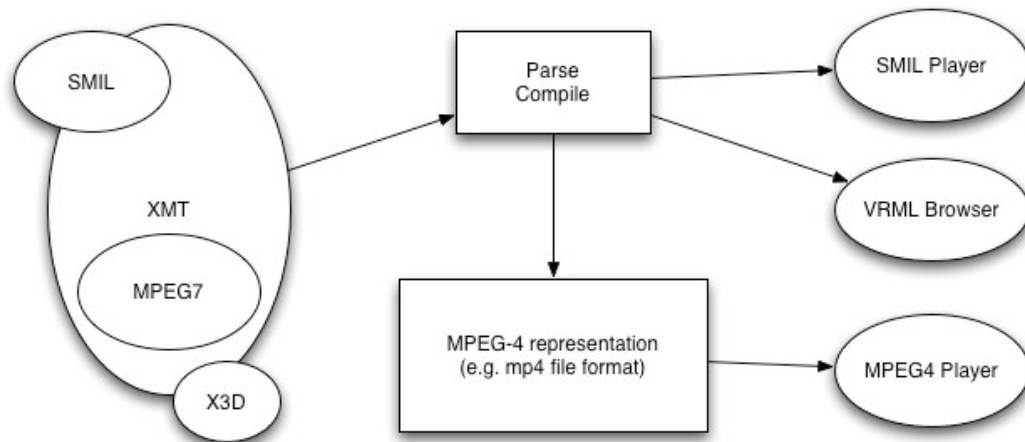 SMIL
XMT
MPEG7
X3D
Parse
Compile
MPEG-4 representation
(e.g. mp4 file format)
SMIL Player
VRML Browser
MPEG4 Player